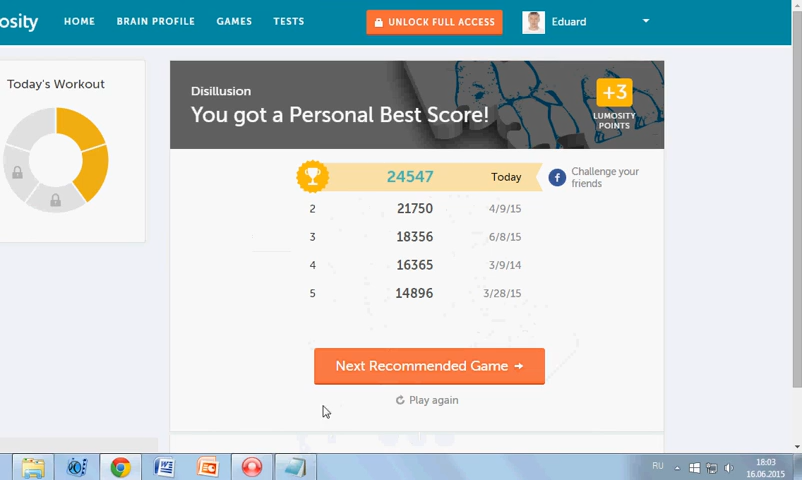 osity HOME BRAIN PROFILE GAMES TESTS UNLOCK FULL ACCESS Eduard
Today's Workout
Disillusion
You got a Personal Best Score!
+3
LUMOSITY
POINTS
24547 Today
Challenge your
friends
2 21750 4/9/15
3 18356 6/8/15
4 16365 3/9/14
5 14896 3/28/15
Next Recommended Game →
Play again
RU 18:03
16.06.2015